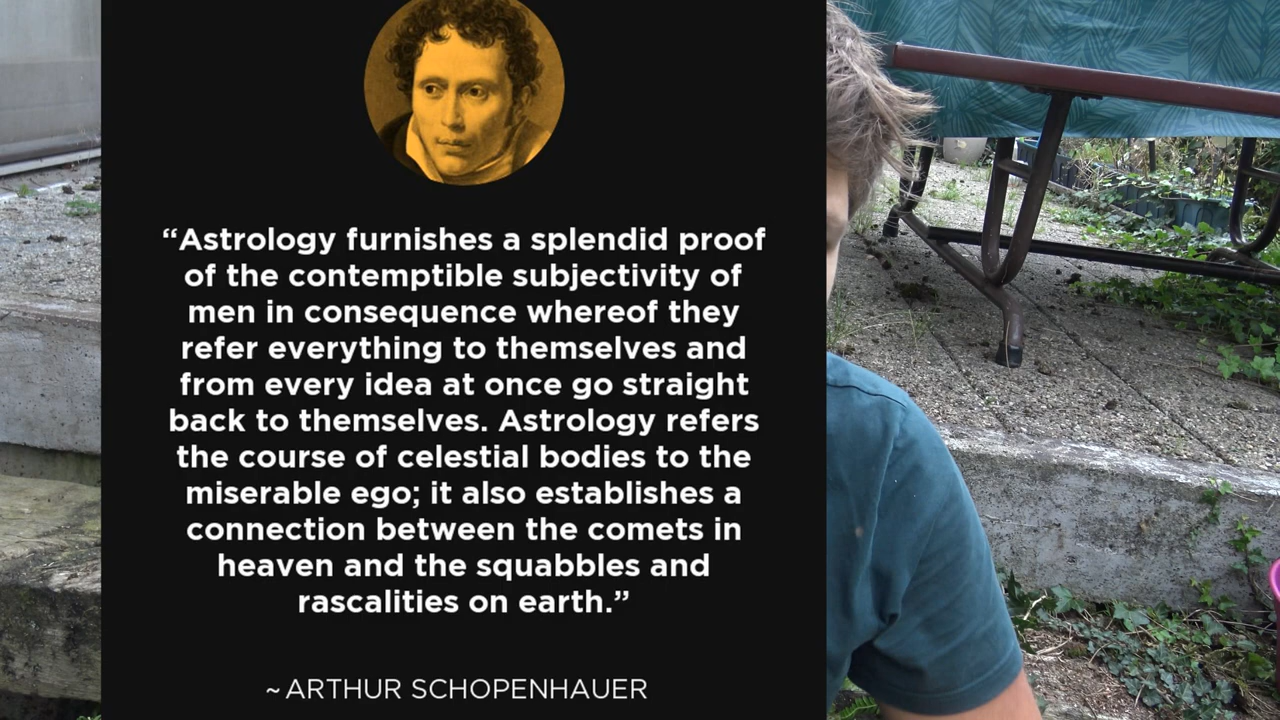 “Astrology furnishes a splendid proof
of the contemptible subjectivity of
men in consequence whereof they
refer everything to themselves and
from every idea at once go straight
back to themselves. Astrology refers
the course of celestial bodies to the
miserable ego; it also establishes a
connection between the comets in
heaven and the squabbles and
rascalities on earth.”
~ARTHUR SCHOPENHAUER